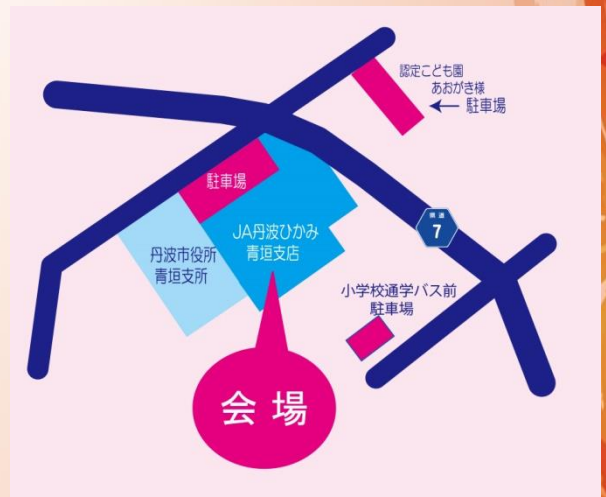 認定こども園
あおがき様
駐車場
駐車場
県道
7
JA丹波ひかみ
青垣支店
丹波市役所
青垣支所
小学校通学バス前
駐車場
会場